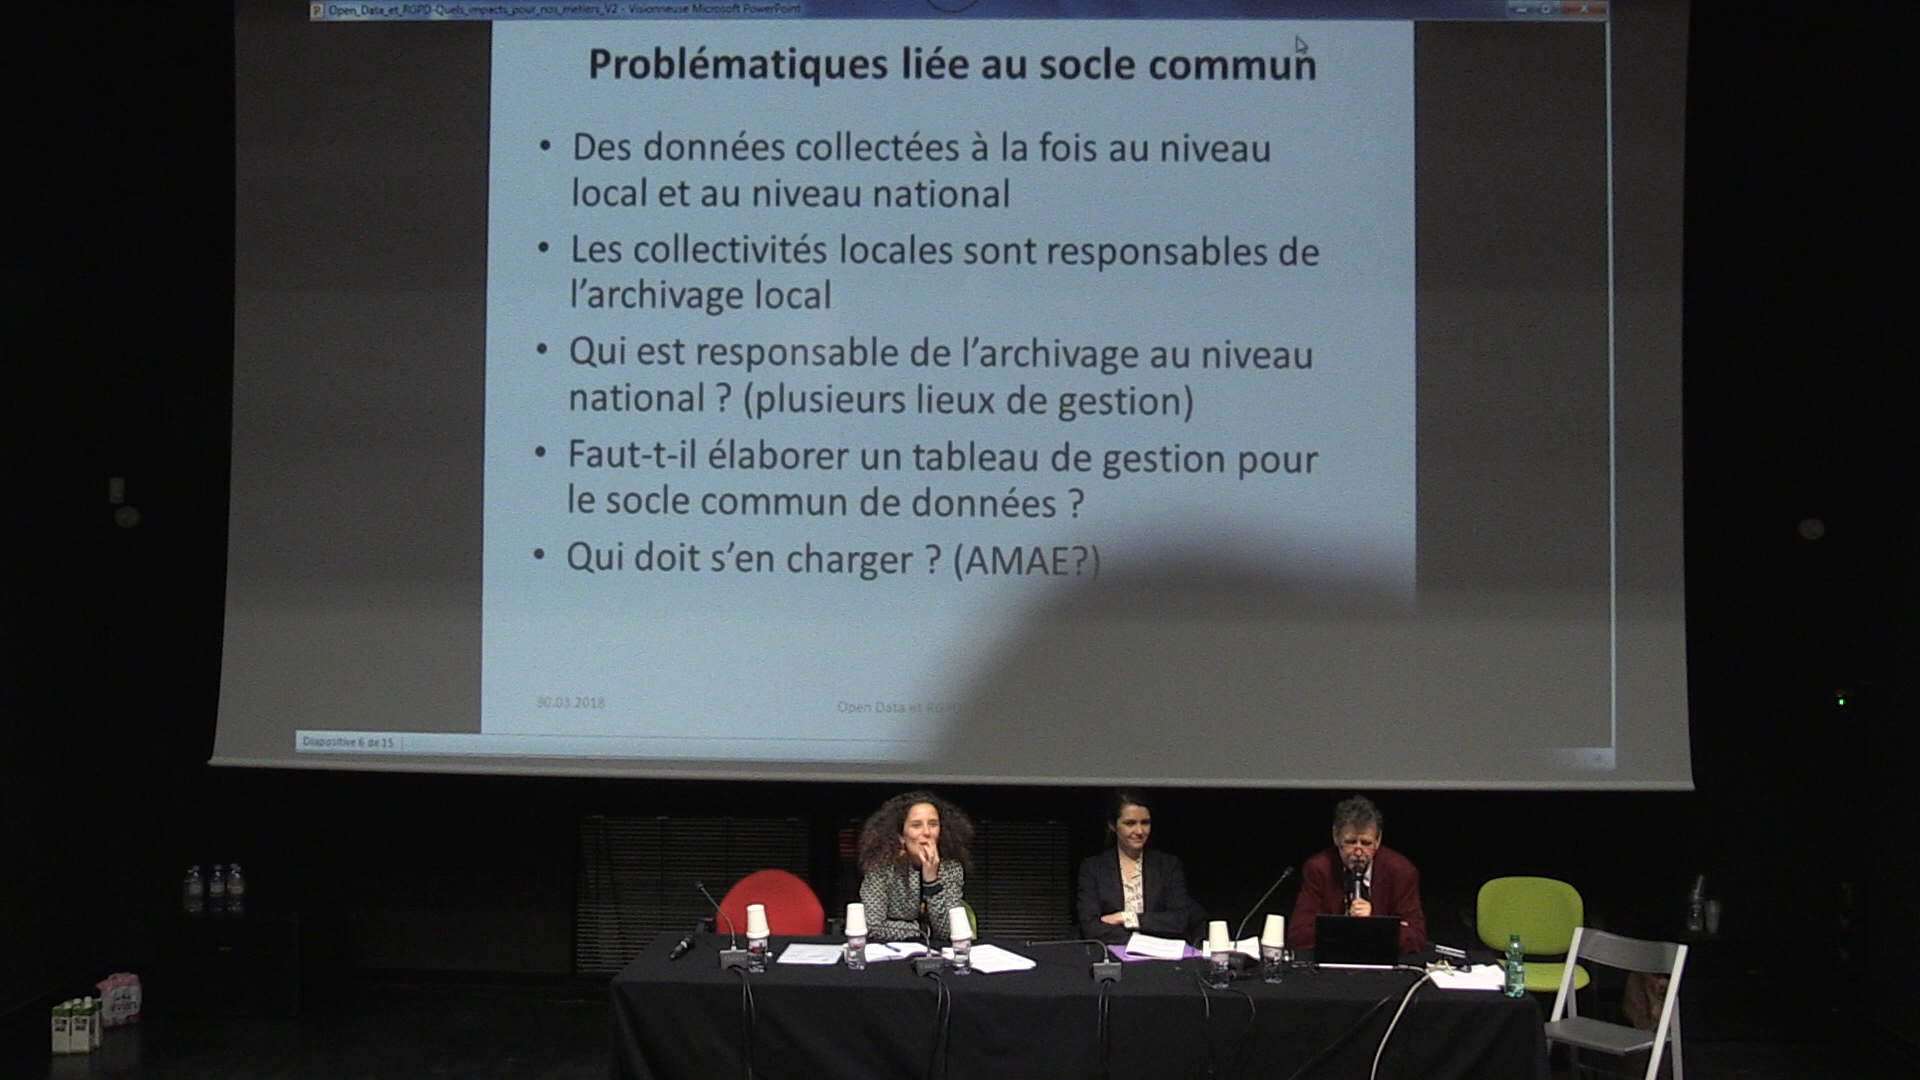 Open_Data_et_RGPD-Quels_impacts_pour_nos_metiers_V2 - Visionneuse Microsoft PowerPoint
Problématiques liée au socle commun
• Des données collectées à la fois au niveau
local et au niveau national
• Les collectivités locales sont responsables de
l'archivage local
• Qui est responsable de l'archivage au niveau
national ? (plusieurs lieux de gestion)
• Faut-t-il élaborer un tableau de gestion pour
le socle commun de données ?
• Qui doit s'en charger ? (AMAE?)
30.03.2018
Open Data et RGPD
Diapositive 6 de 15